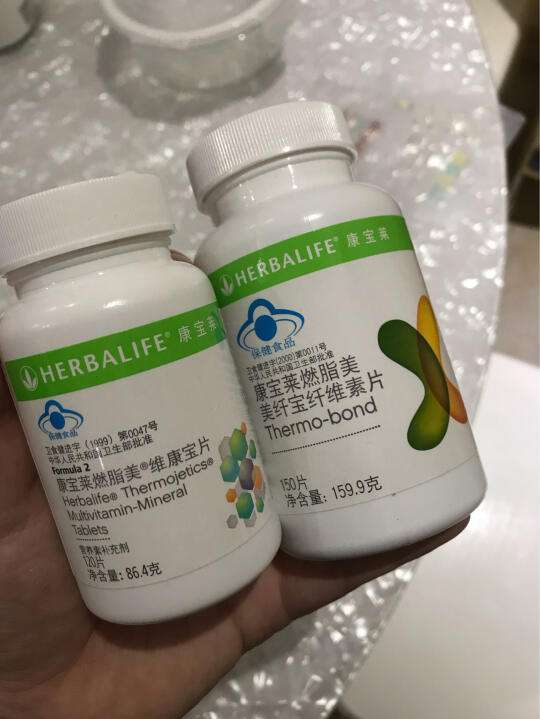 HERBALIFE® 康宝莱
保健食品
卫食健进字(1999)第0047号
中华人民共和国卫生部批准
Formula 2
康宝莱燃脂美®维康宝片
Herbalife® Thermojetics®
Multivitamin-Mineral
Tablets
营养素补充剂
120片
净含量:86.4克
HERBALIFE® 康宝莱
保健食品
卫食健进字(2000)第0011号
中华人民共和国卫生部批准
康宝莱燃脂美
美纤宝纤维素片
Thermo-bond
150片
净含量:159.9克